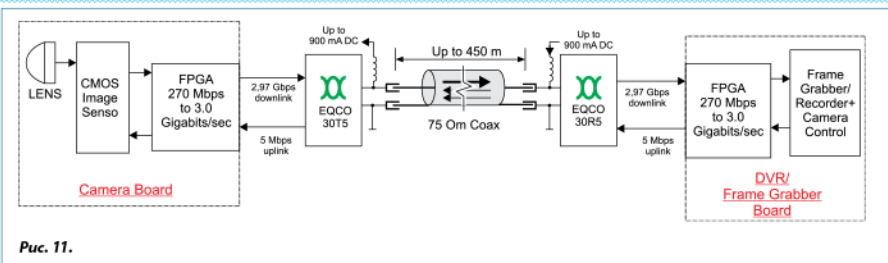 LENS
CMOS
Image
Senso
FPGA
270 Mbps
to 3.0
Gigabits/sec
Camera Board
2,97 Gbps
downlink
5 Mbps
uplink
EQCO
30T5
Up to
900 mA DC
Up to 450 m
75 Om Coax
Up to
900 mA DC
EQCO
30R5
2,97 Gbps
downlink
5 Mbps
uplink
FPGA
270 Mbps
to 3.0
Gigabits/sec
Frame
Grabber/
Recorder+
Camera
Control
DVR/
Frame Grabber
Board
Рис. 11.